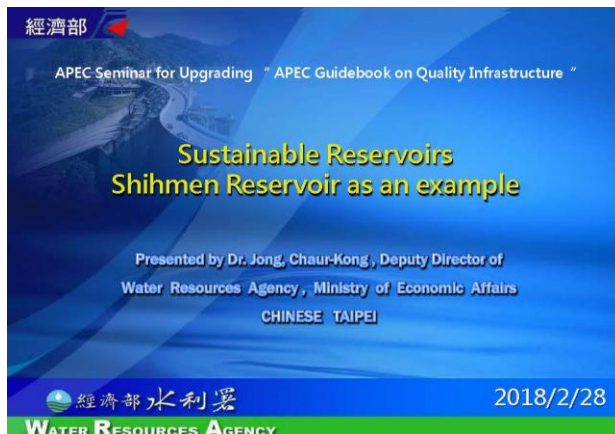 經濟部
APEC Seminar for Upgrading “ APEC Guidebook on Quality Infrastructure ”
Sustainable Reservoirs
Shihmen Reservoir as an example
Presented by Dr. Jong, Chaur-Kong , Deputy Director of
Water Resources Agency , Ministry of Economic Affairs
CHINESE TAIPEI
經濟部水利署
2018/2/28
WATER RESOURCES AGENCY